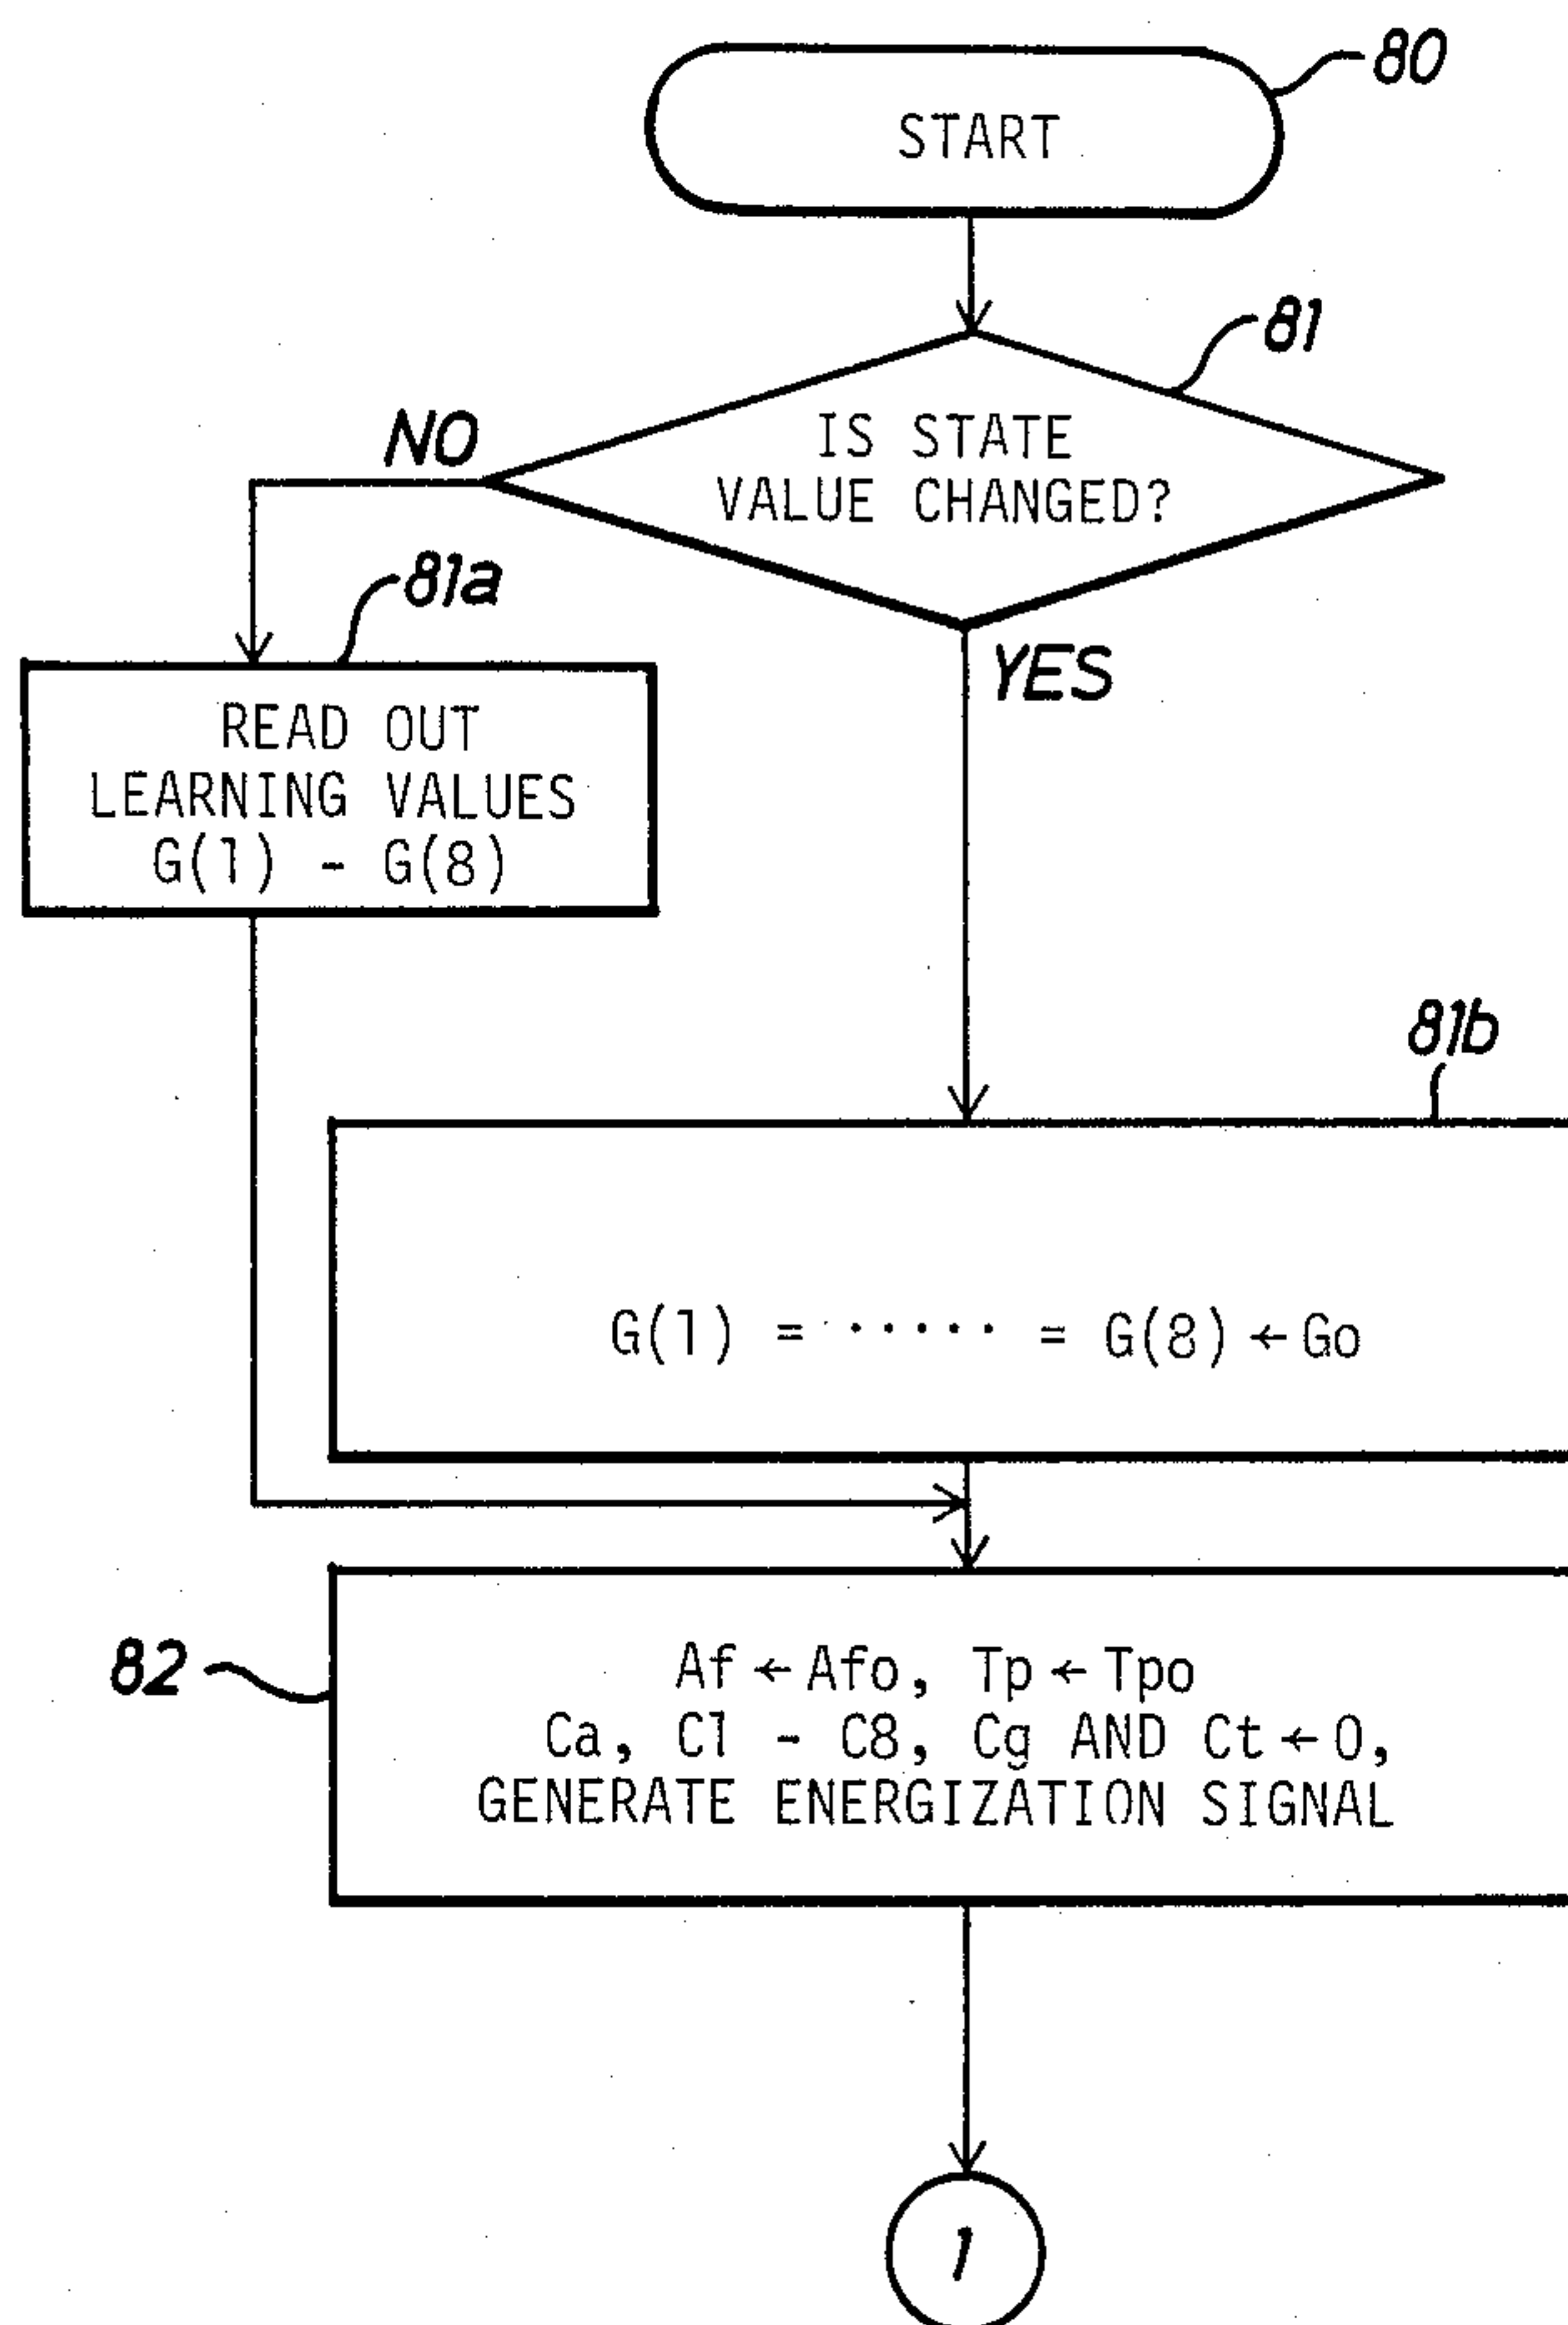 80
START
81
IS STATE
VALUE CHANGED?
NO
YES
81a
READ OUT
LEARNING VALUES
G(1) - G(8)
81b
G(1) = ····· = G(8) ← Go
82
Af ← Afo, Tp ← Tpo
Ca, C1 - C8, Cg AND Ct ← 0,
GENERATE ENERGIZATION SIGNAL
1